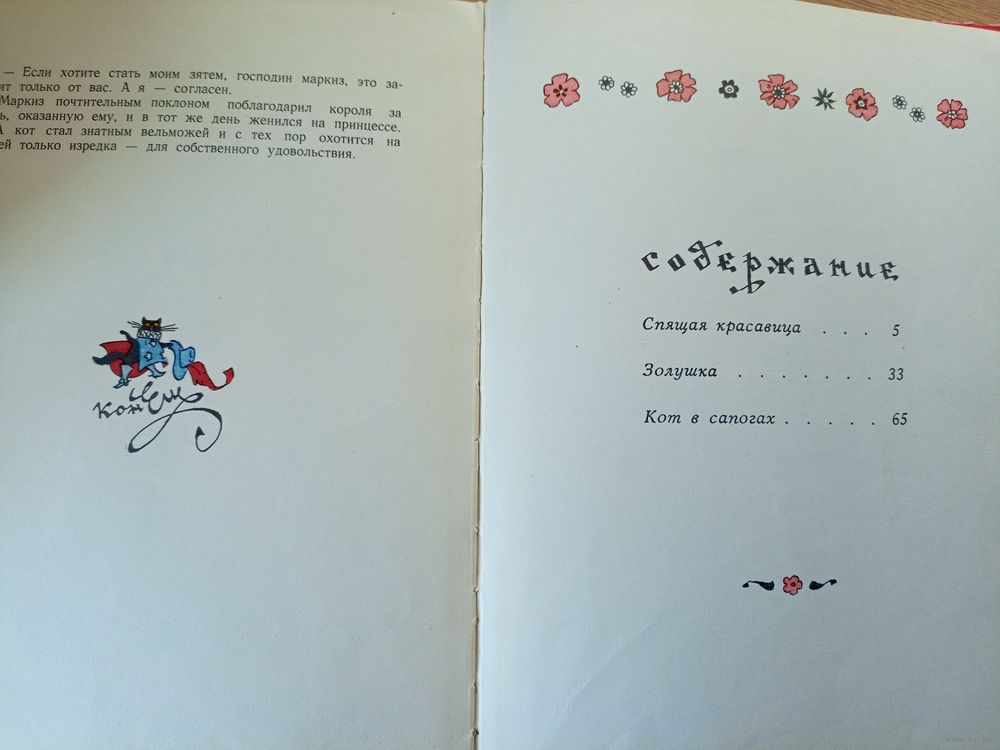 — Если хотите стать моим зятем, господин маркиз, это за-
ит только от вас. А я — согласен.
Маркиз почтительным поклоном поблагодарил короля за
ь, оказанную ему, и в тот же день женился на принцессе.
А кот стал знатным вельможей и с тех пор охотится на
ей только изредка — для собственного удовольствия.
Конец
содержание
Спящая красавица . . . 5
Золушка . . . . . . . 33
Кот в сапогах . . . . . 65